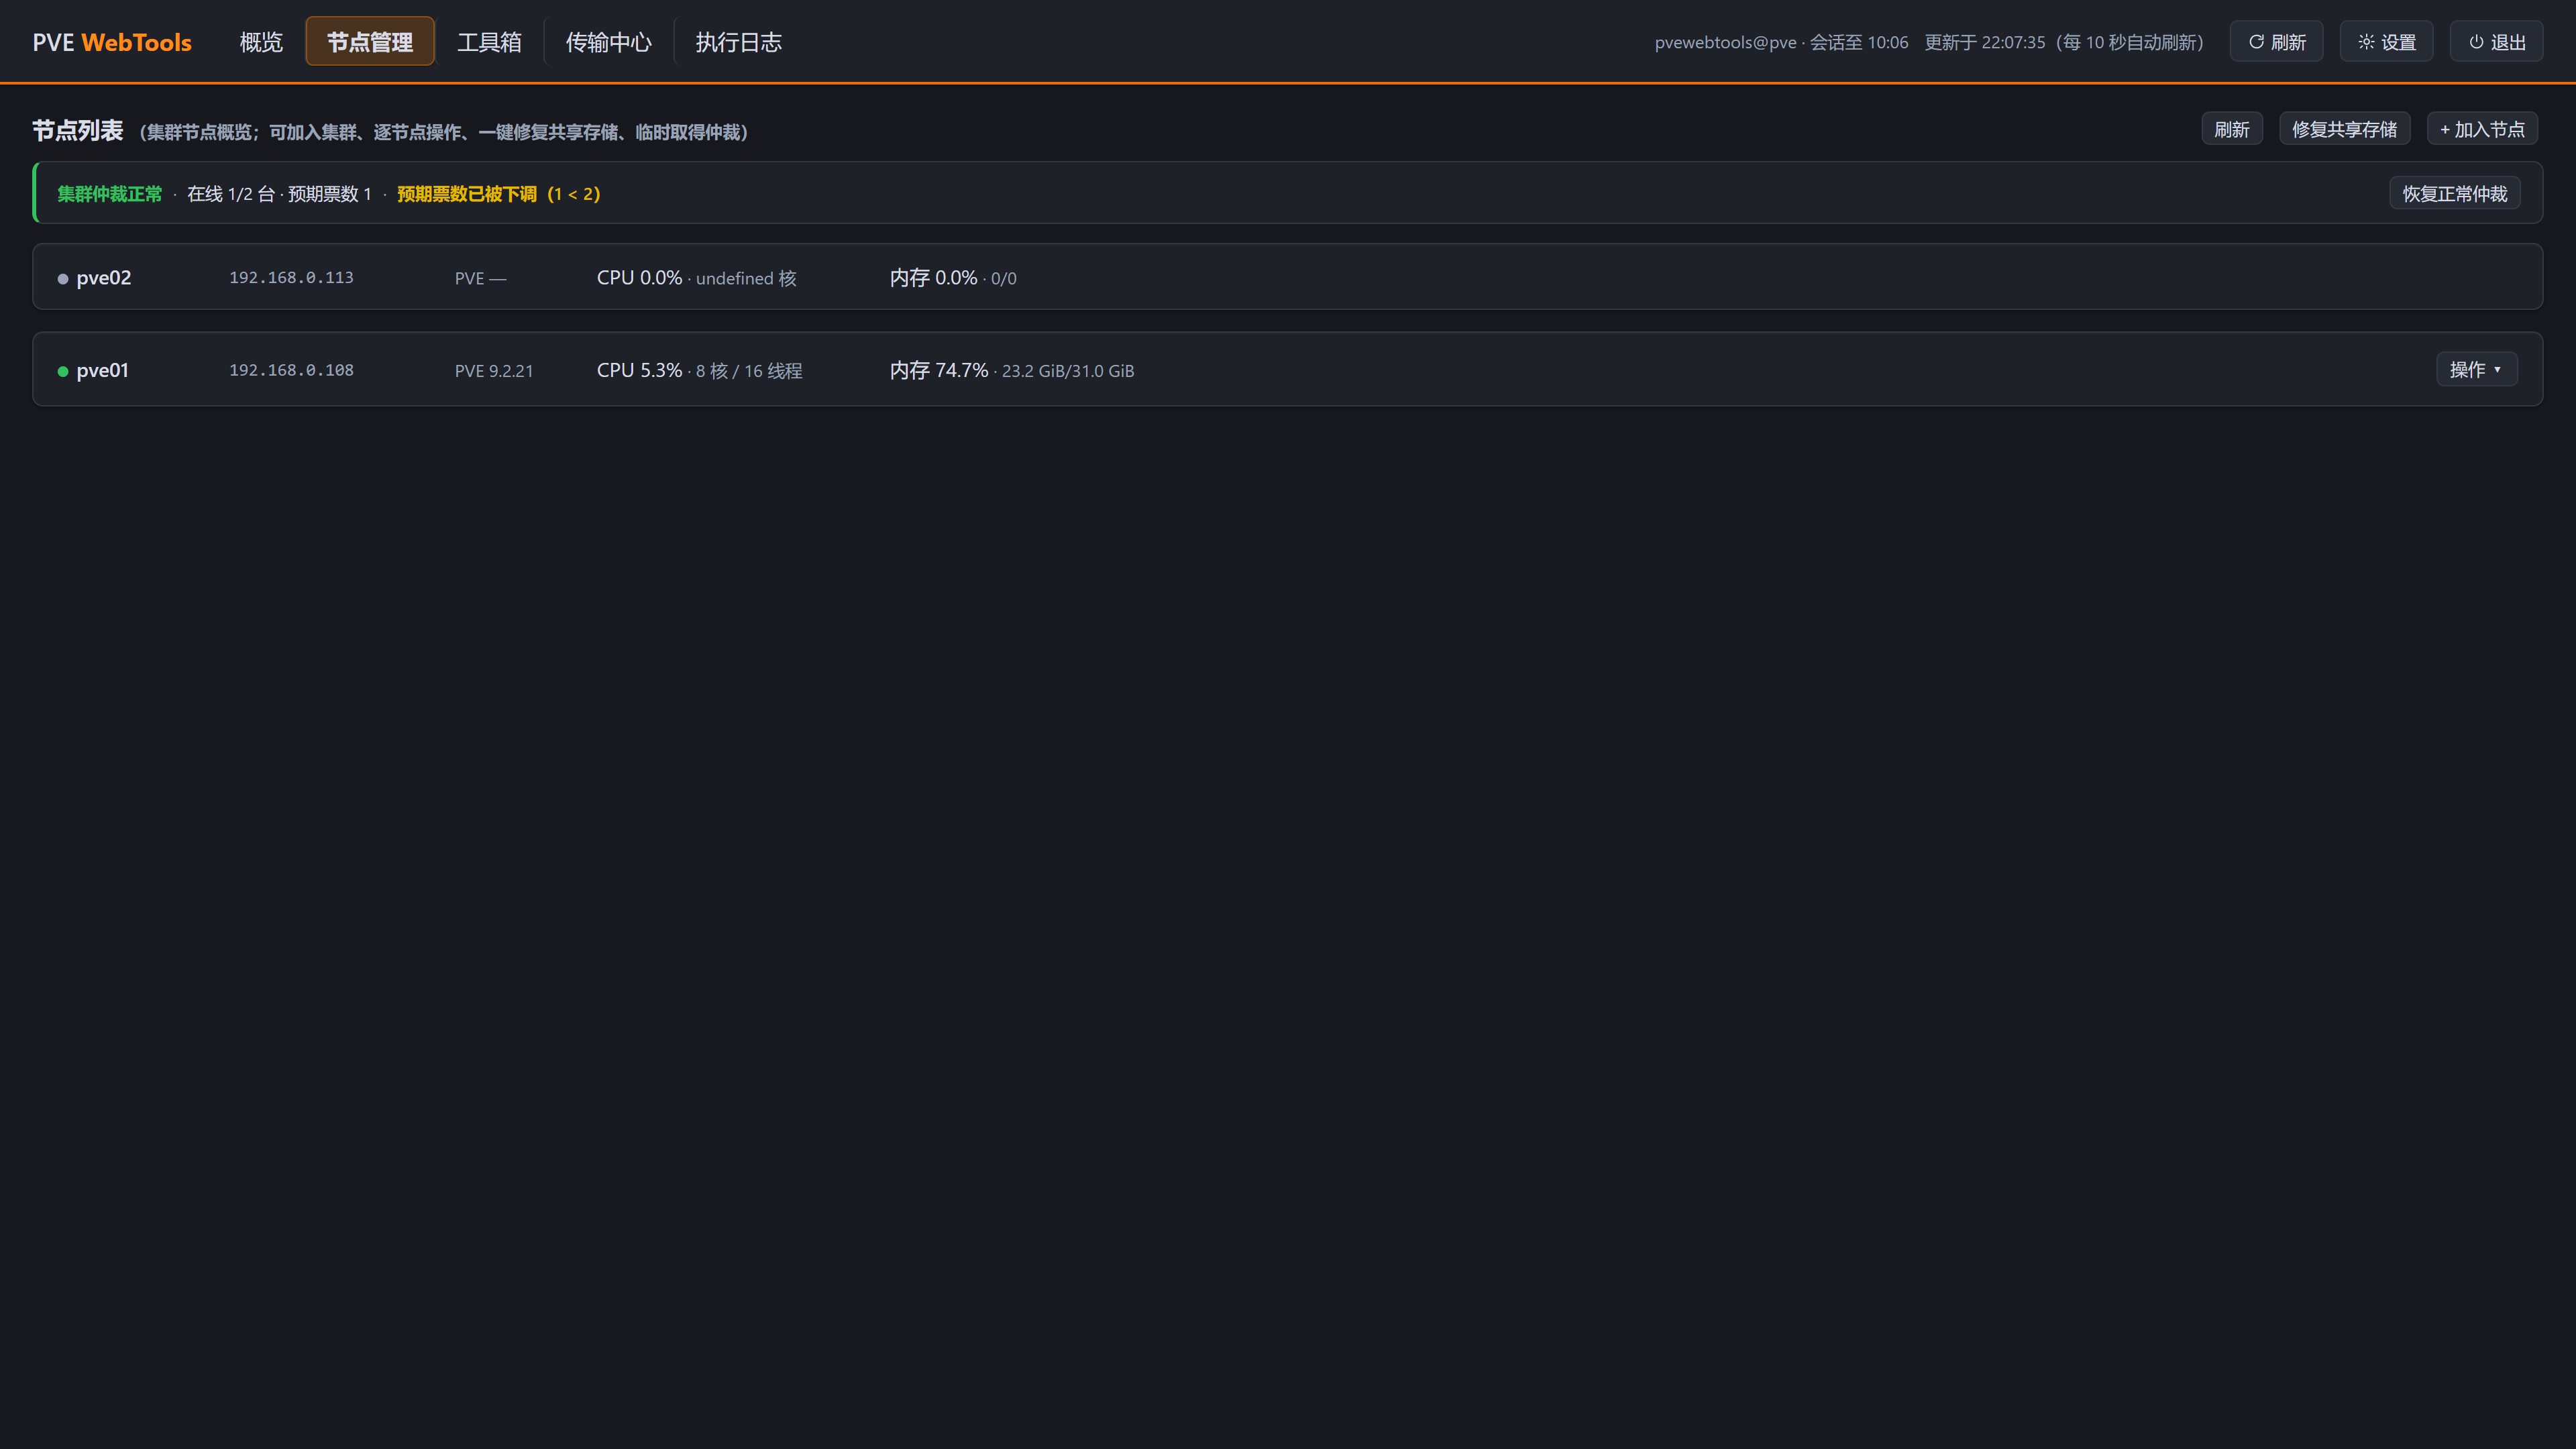 PVE WebTools 概览 节点管理 工具箱 传输中心 执行日志 pvewebtools@pve · 会话至 10:06 更新于 22:07:35（每 10 秒自动刷新） 刷新 设置 退出
节点列表 （集群节点概览；可加入集群、逐节点操作、一键修复共享存储、临时取得仲裁） 刷新 修复共享存储 + 加入节点
集群仲裁正常 · 在线 1/2 台 · 预期票数 1 · 预期票数已被下调（1 < 2） 恢复正常仲裁
pve02 192.168.0.113 PVE — CPU 0.0% · undefined 核 内存 0.0% · 0/0
pve01 192.168.0.108 PVE 9.2.21 CPU 5.3% · 8 核 / 16 线程 内存 74.7% · 23.2 GiB/31.0 GiB 操作 ▾